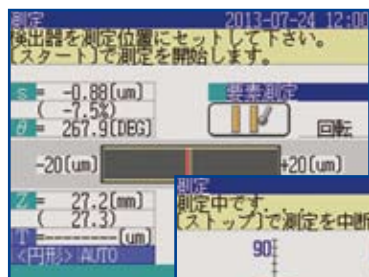 測定 2013-07-24 12:00
検出器を測定位置にセットして下さい。
[スタート]で測定を開始します。
s = -0.88[um]
( -7.5%)
θ = 267.9[DEG]
要素測定
回転
-20[um] +20[um]
Z = 27.2[mm]
( 27.3)
T =--------[um]
<円形> AUTO
測定
測定中です.
[ストップ]で測定を中断
90